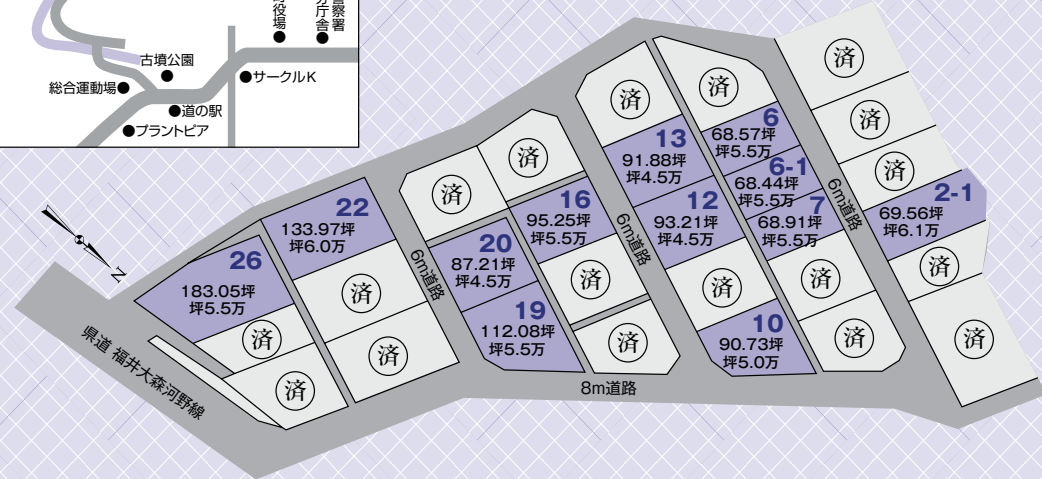 町役場
警察署
分庁舎
古墳公園
総合運動場
サークルK
道の駅
プラントピア
N
県道 福井大森河野線
26
183.05坪
坪5.5万
済
済
22
133.97坪
坪6.0万
済
済
6m道路
済
済
20
87.21坪
坪4.5万
19
112.08坪
坪5.5万
16
95.25坪
坪5.5万
済
済
6m道路
済
13
91.88坪
坪4.5万
12
93.21坪
坪4.5万
済
10
90.73坪
坪5.0万
済
6
68.57坪
坪5.5万
6-1
68.44坪
坪5.5万
7
68.91坪
坪5.5万
済
済
6m道路
済
済
済
2-1
69.56坪
坪6.1万
済
済
8m道路